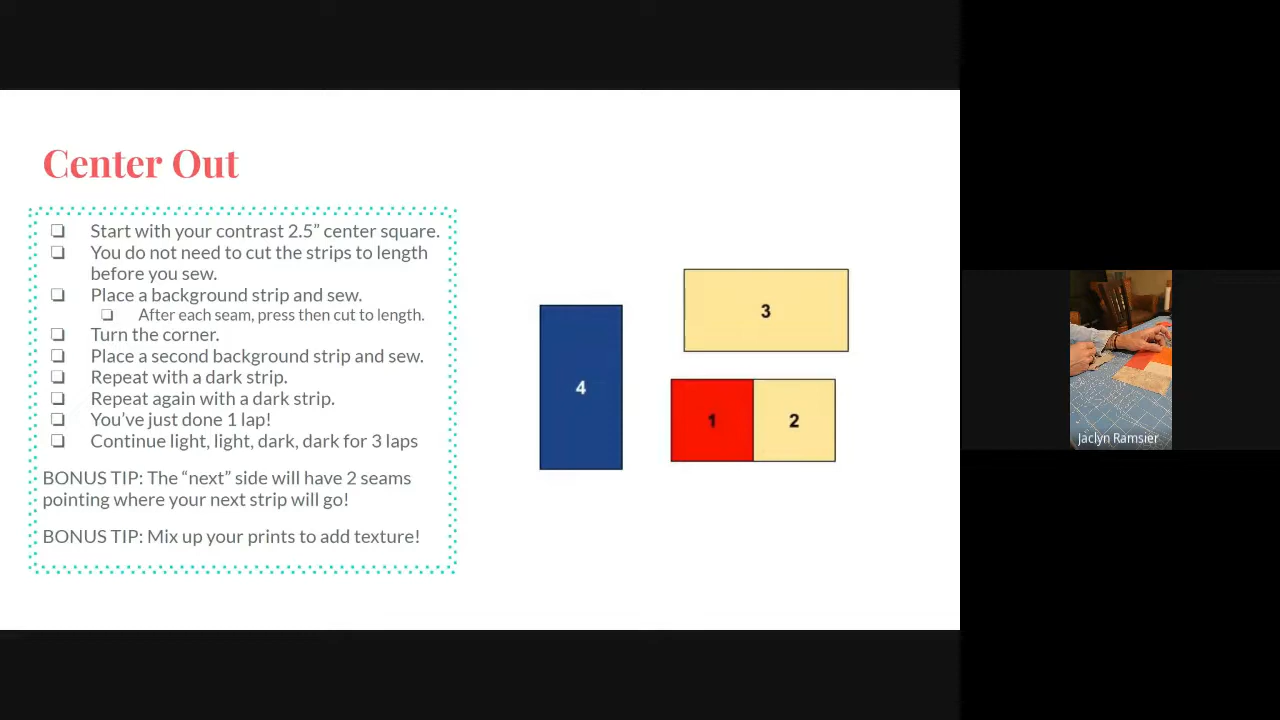 Center Out
❏ Start with your contrast 2.5” center square.
❏ You do not need to cut the strips to length
before you sew.
❏ Place a background strip and sew.
❏ After each seam, press then cut to length.
❏ Turn the corner.
❏ Place a second background strip and sew.
❏ Repeat with a dark strip.
❏ Repeat again with a dark strip.
❏ You’ve just done 1 lap!
❏ Continue light, light, dark, dark for 3 laps
BONUS TIP: The “next” side will have 2 seams
pointing where your next strip will go!
BONUS TIP: Mix up your prints to add texture!
3
4
1 2
Jaclyn Ramsier